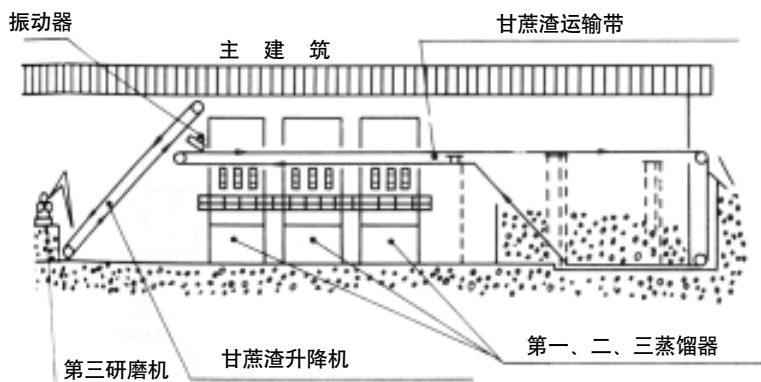 振动器
甘蔗渣运输带
主 建 筑
第三研磨机
甘蔗渣升降机
第一、二、三蒸馏器